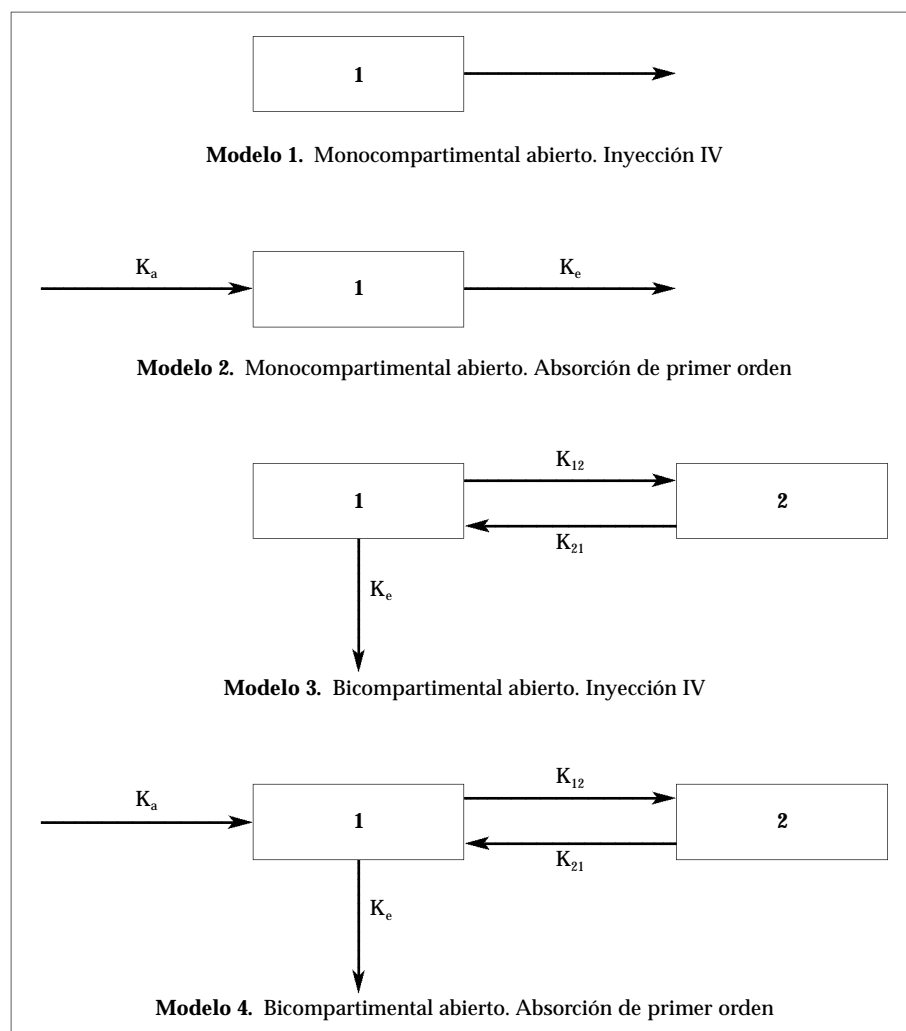 1
Modelo 1. Monocompartimental abierto. Inyección IV
Ka
1
Ke
Modelo 2. Monocompartimental abierto. Absorción de primer orden
K12
1
2
K21
Ke
Modelo 3. Bicompartimental abierto. Inyección IV
K12
Ka
1
2
K21
Ke
Modelo 4. Bicompartimental abierto. Absorción de primer orden